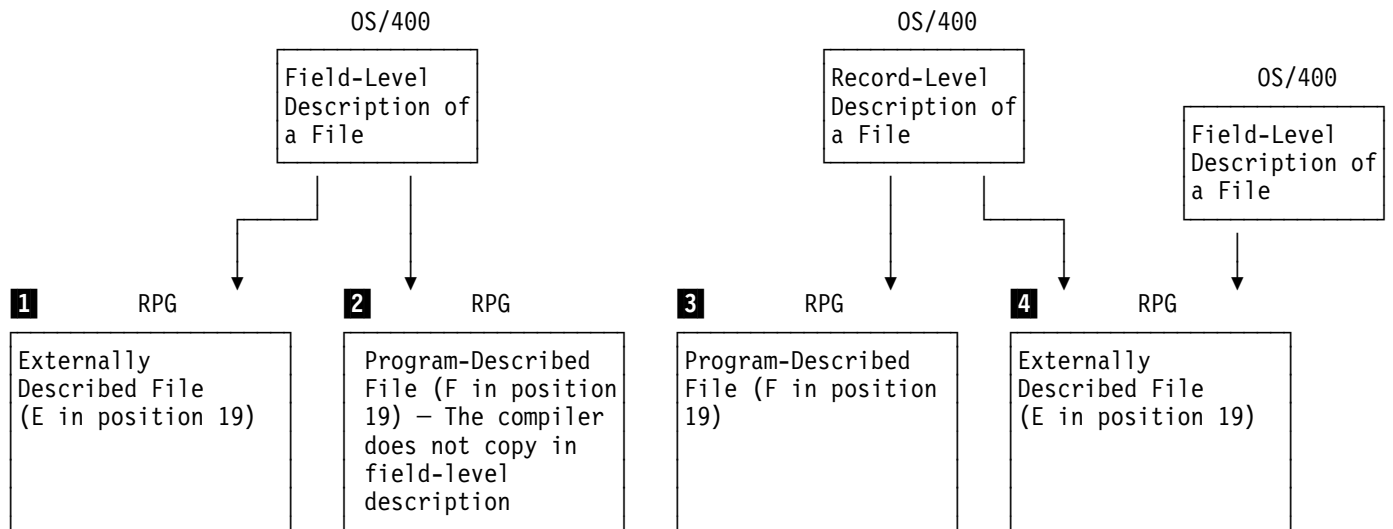 OS/400
Field-Level
Description of
a File
OS/400
Record-Level
Description of
a File
OS/400
Field-Level
Description of
a File
1 RPG
Externally
Described File
(E in position 19)
2 RPG
Program-Described
File (F in position
19) — The compiler
does not copy in
field-level
description
3 RPG
Program-Described
File (F in position
19)
4 RPG
Externally
Described File
(E in position 19)